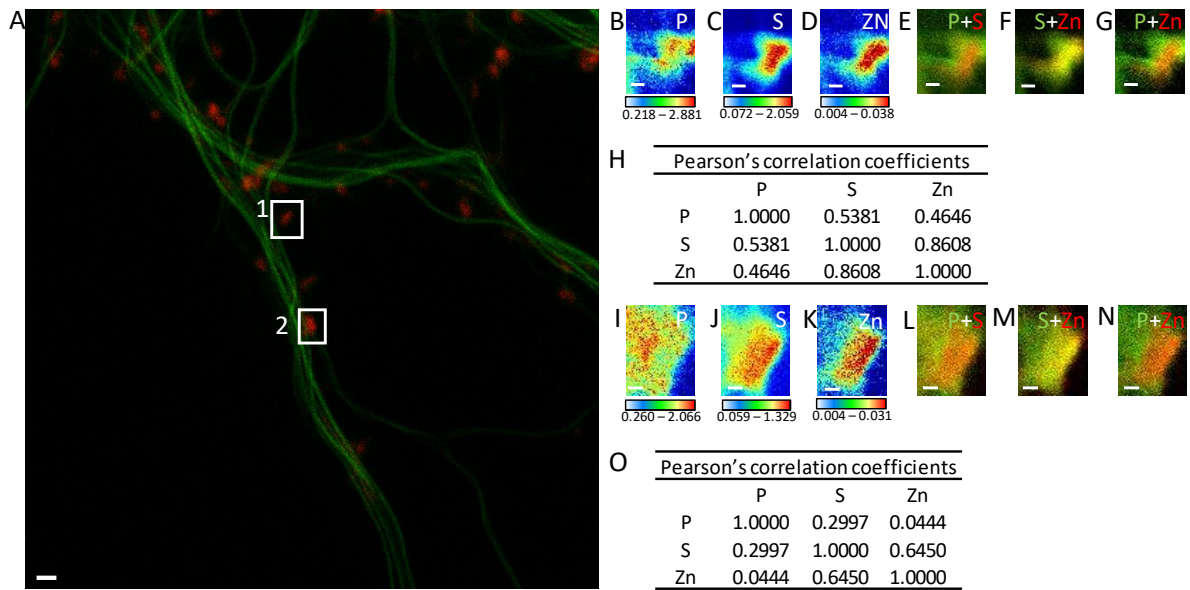 A
1
2
B P
C S
D ZN
E P+S
F S+Zn
G P+Zn
0.218 – 2.881
0.072 – 2.059
0.004 – 0.038
H Pearson's correlation coefficients
P S Zn
P 1.0000 0.5381 0.4646
S 0.5381 1.0000 0.8608
Zn 0.4646 0.8608 1.0000
I P
J S
K Zn
L P+S
M S+Zn
N P+Zn
0.260 – 2.066
0.059 – 1.329
0.004 – 0.031
O Pearson's correlation coefficients
P S Zn
P 1.0000 0.2997 0.0444
S 0.2997 1.0000 0.6450
Zn 0.0444 0.6450 1.0000